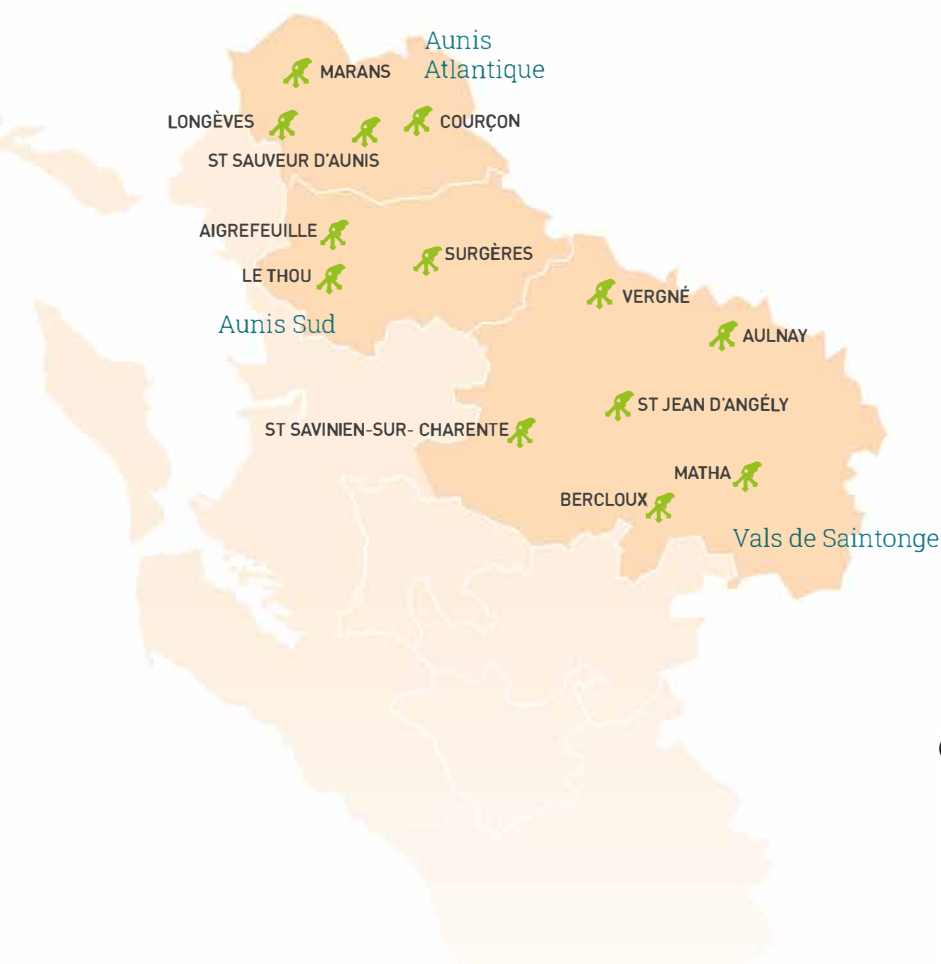 Aunis
Atlantique
MARANS
LONGÈVES
COURÇON
ST SAUVEUR D'AUNIS
AIGREFEUILLE
SURGÈRES
LE THOU
VERGNÉ
Aunis Sud
AULNAY
ST JEAN D'ANGÉLY
ST SAVINIEN-SUR- CHARENTE
MATHA
BERCLOUX
Vals de Saintonge